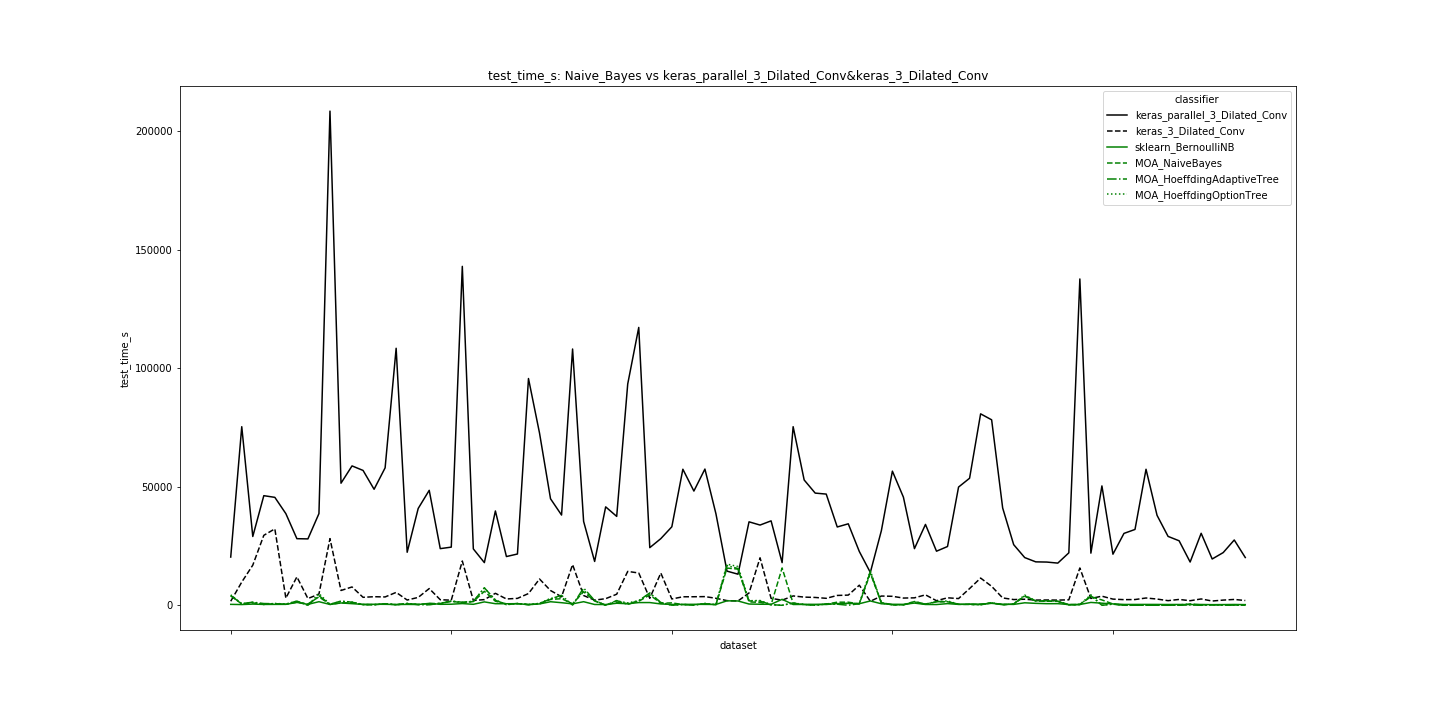 test_time_s: Naive_Bayes vs keras_parallel_3_Dilated_Conv&keras_3_Dilated_Conv
classifier
keras_parallel_3_Dilated_Conv
keras_3_Dilated_Conv
sklearn_BernoulliNB
MOA_NaiveBayes
MOA_HoeffdingAdaptiveTree
MOA_HoeffdingOptionTree
200000
150000
100000
50000
0
test_time_s
dataset